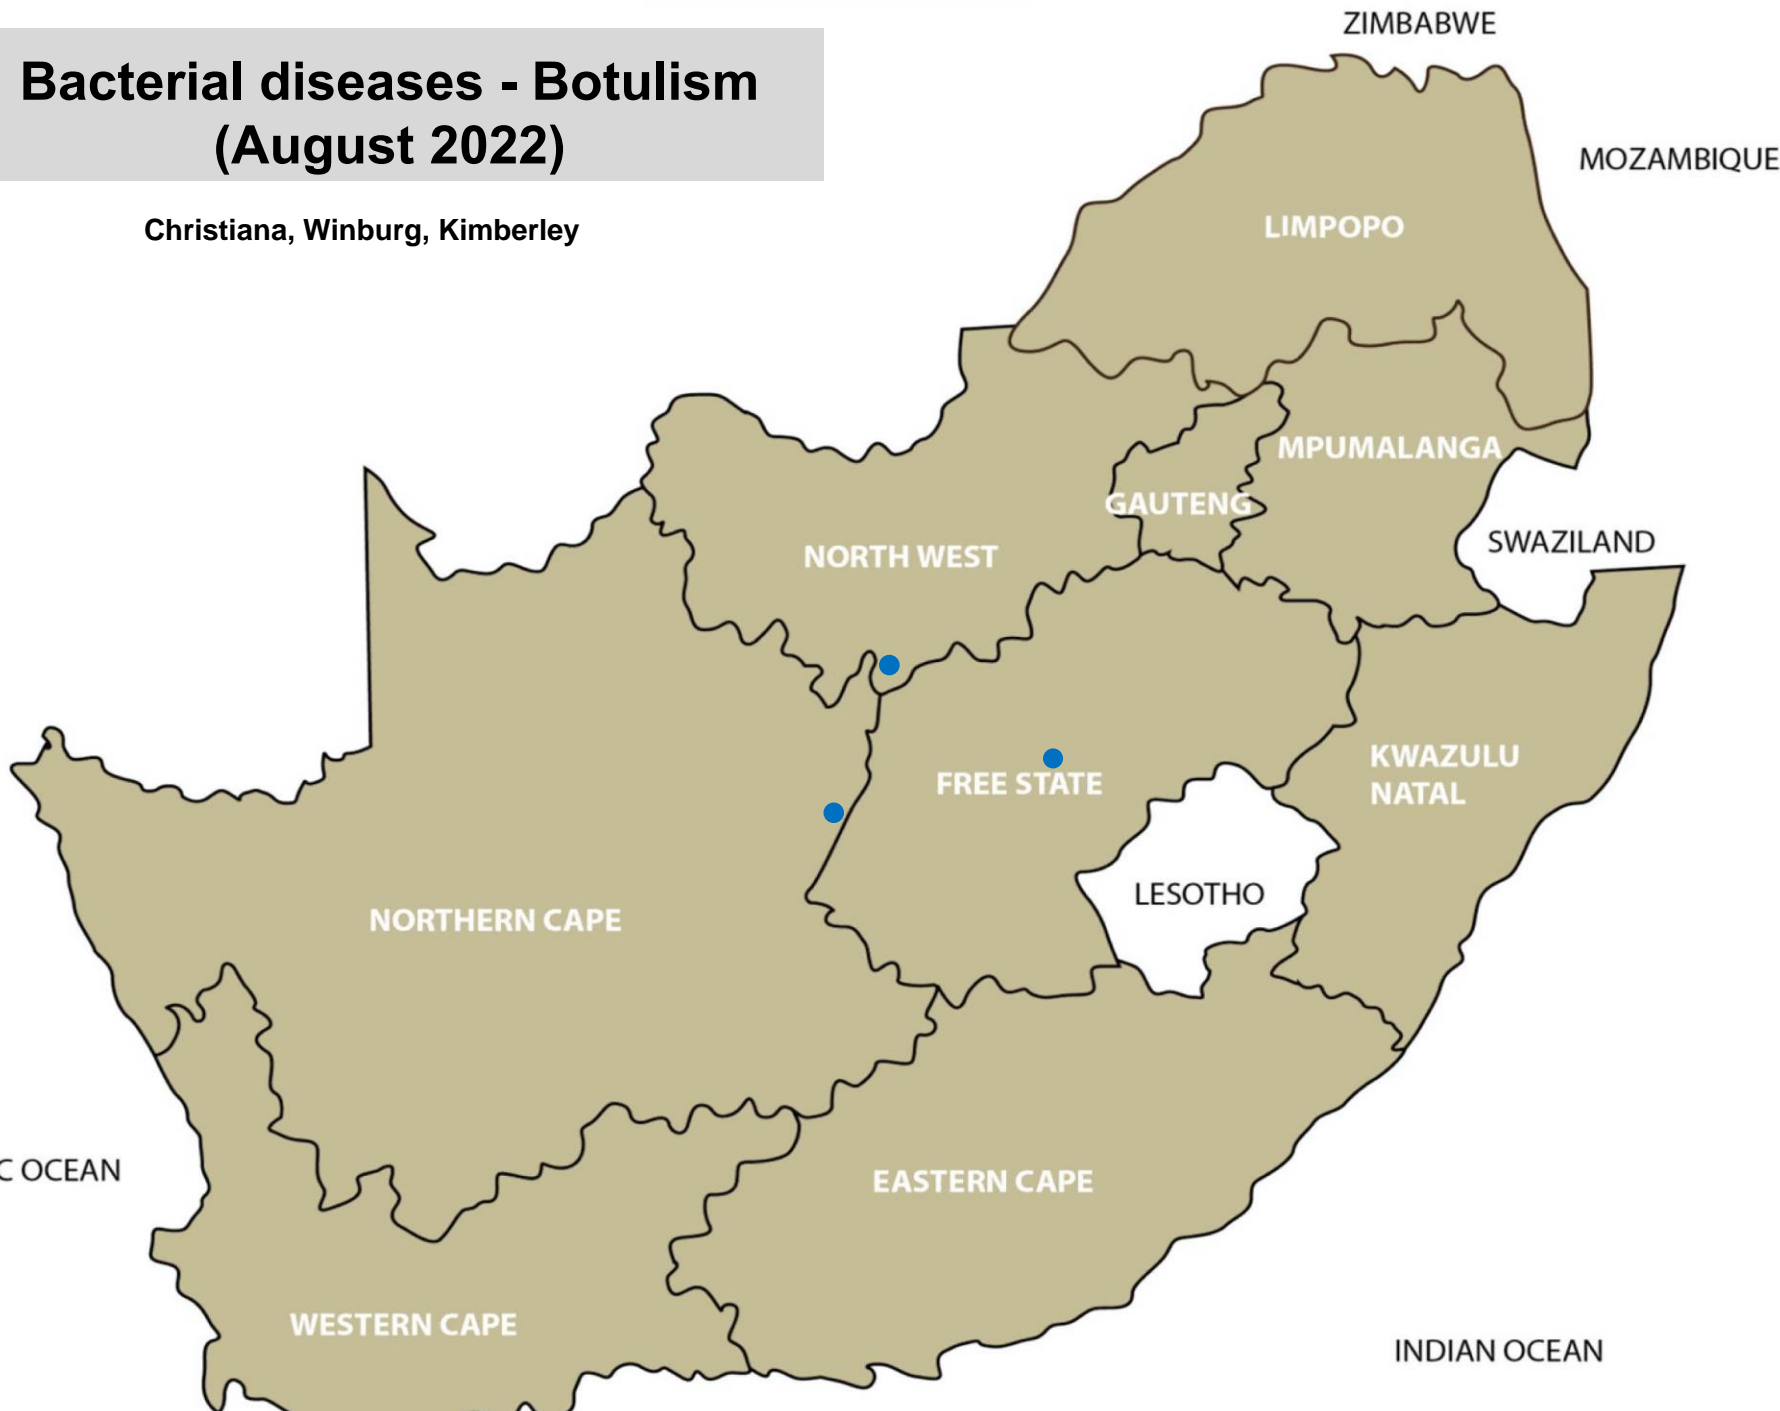 Bacterial diseases - Botulism
(August 2022)
Christiana, Winburg, Kimberley
ZIMBABWE
MOZAMBIQUE
LIMPOPO
MPUMALANGA
GAUTENG
SWAZILAND
NORTH WEST
KWAZULU
NATAL
FREE STATE
LESOTHO
NORTHERN CAPE
C OCEAN
EASTERN CAPE
WESTERN CAPE
INDIAN OCEAN